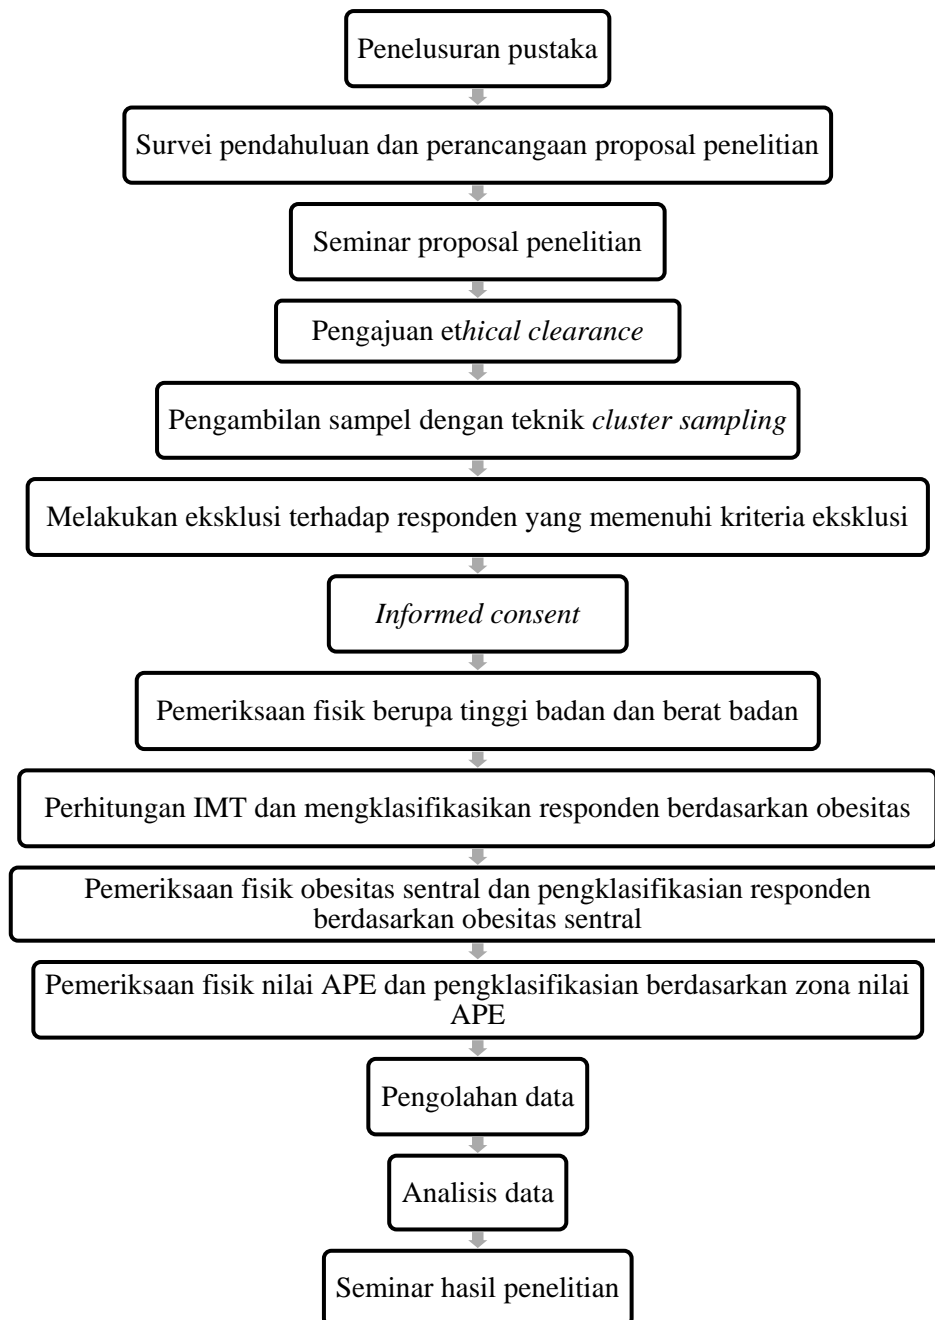 Penelusuran pustaka
Survei pendahuluan dan perancangaan proposal penelitian
Seminar proposal penelitian
Pengajuan ethical clearance
Pengambilan sampel dengan teknik cluster sampling
Melakukan eksklusi terhadap responden yang memenuhi kriteria eksklusi
Informed consent
Pemeriksaan fisik berupa tinggi badan dan berat badan
Perhitungan IMT dan mengklasifikasikan responden berdasarkan obesitas
Pemeriksaan fisik obesitas sentral dan pengklasifikasian responden
berdasarkan obesitas sentral
Pemeriksaan fisik nilai APE dan pengklasifikasian berdasarkan zona nilai
APE
Pengolahan data
Analisis data
Seminar hasil penelitian